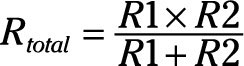 R_total = R1×R2 / R1+R2